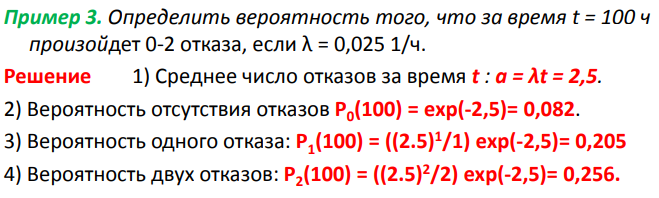 Пример 3. Определить вероятность того, что за время t = 100 ч
произойдет 0-2 отказа, если λ = 0,025 1/ч.
Решение 1) Среднее число отказов за время t : a = λt = 2,5.
2) Вероятность отсутствия отказов P₀(100) = exp(-2,5)= 0,082.
3) Вероятность одного отказа: P₁(100) = ((2.5)¹/1) exp(-2,5)= 0,205
4) Вероятность двух отказов: P₂(100) = ((2.5)²/2) exp(-2,5)= 0,256.